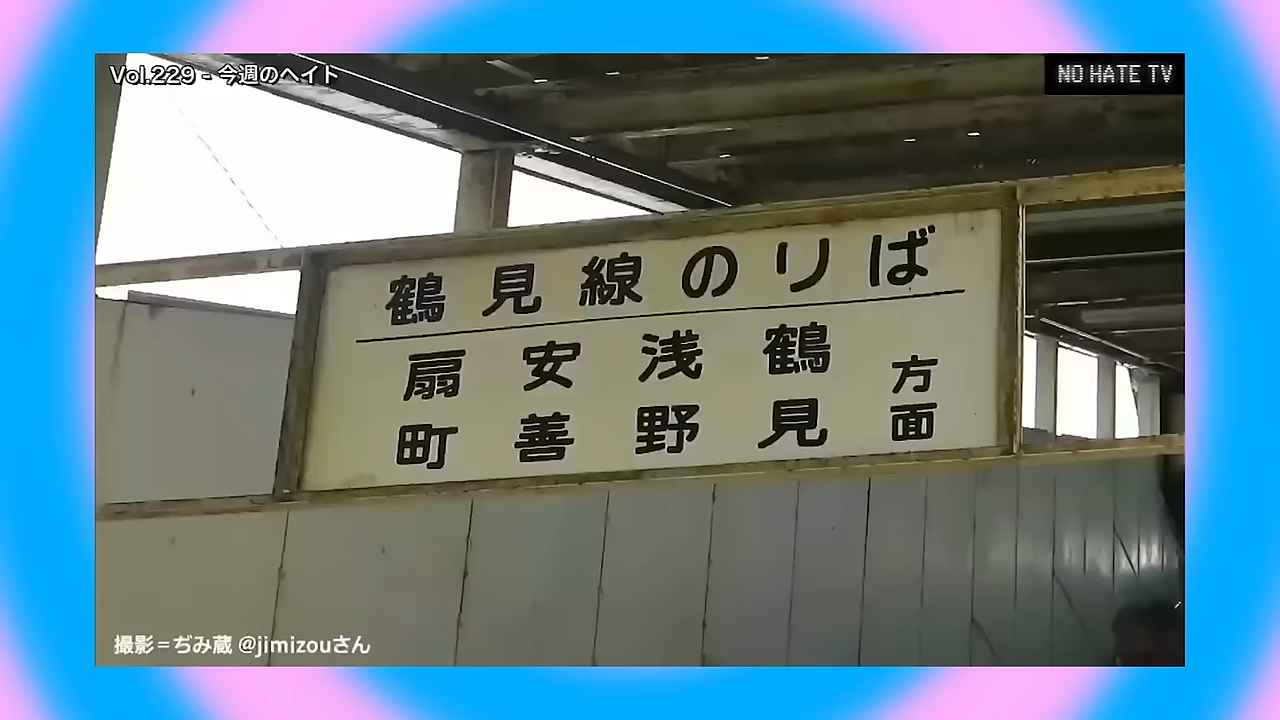 Vol.229 - 今週のヘイト
NO HATE TV
鶴見線のりば
扇町 安善 浅野 鶴見 方面
撮影=ぢみ蔵 @jimizouさん